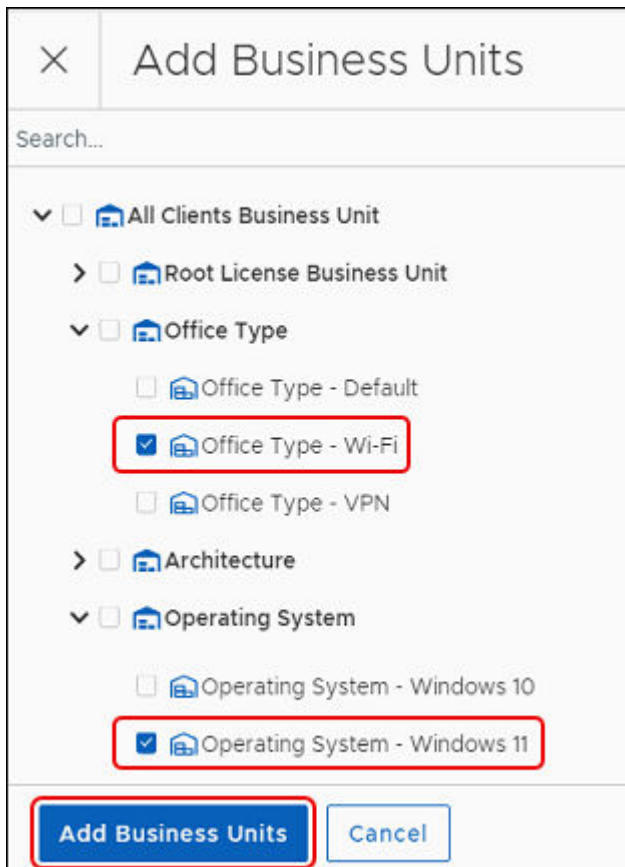 Add Business Units
Search...
All Clients Business Unit
Root License Business Unit
Office Type
Office Type - Default
Office Type - Wi-Fi
Office Type - VPN
Architecture
Operating System
Operating System - Windows 10
Operating System - Windows 11
Add Business Units
Cancel